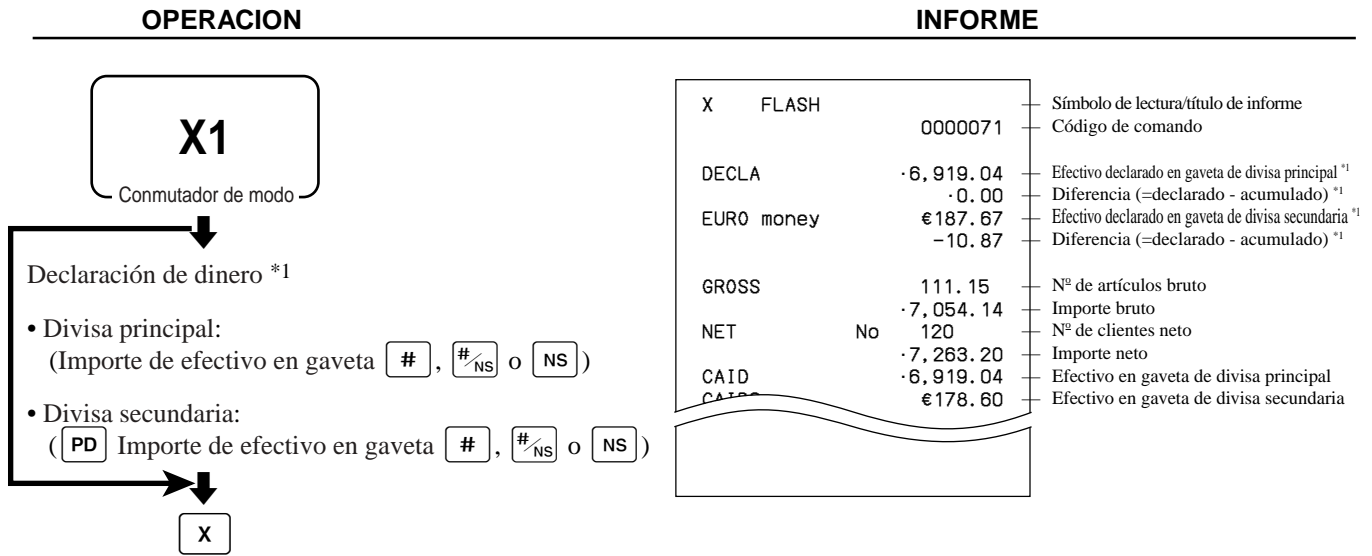 OPERACION
INFORME
X1
Conmutador de modo
Declaración de dinero *1
• Divisa principal:
(Importe de efectivo en gaveta #, #/NS o NS)
• Divisa secundaria:
(PD Importe de efectivo en gaveta #, #/NS o NS)
X
X FLASH Símbolo de lectura/título de informe
0000071 Código de comando
DECLA ·6,919.04 Efectivo declarado en gaveta de divisa principal *1
·0.00 Diferencia (=declarado - acumulado) *1
EURO money €187.67 Efectivo declarado en gaveta de divisa secundaria *1
-10.87 Diferencia (=declarado - acumulado) *1
GROSS 111.15 Nº de artículos bruto
·7,054.14 Importe bruto
NET No 120 Nº de clientes neto
·7,263.20 Importe neto
CAID ·6,919.04 Efectivo en gaveta de divisa principal
€178.60 Efectivo en gaveta de divisa secundaria